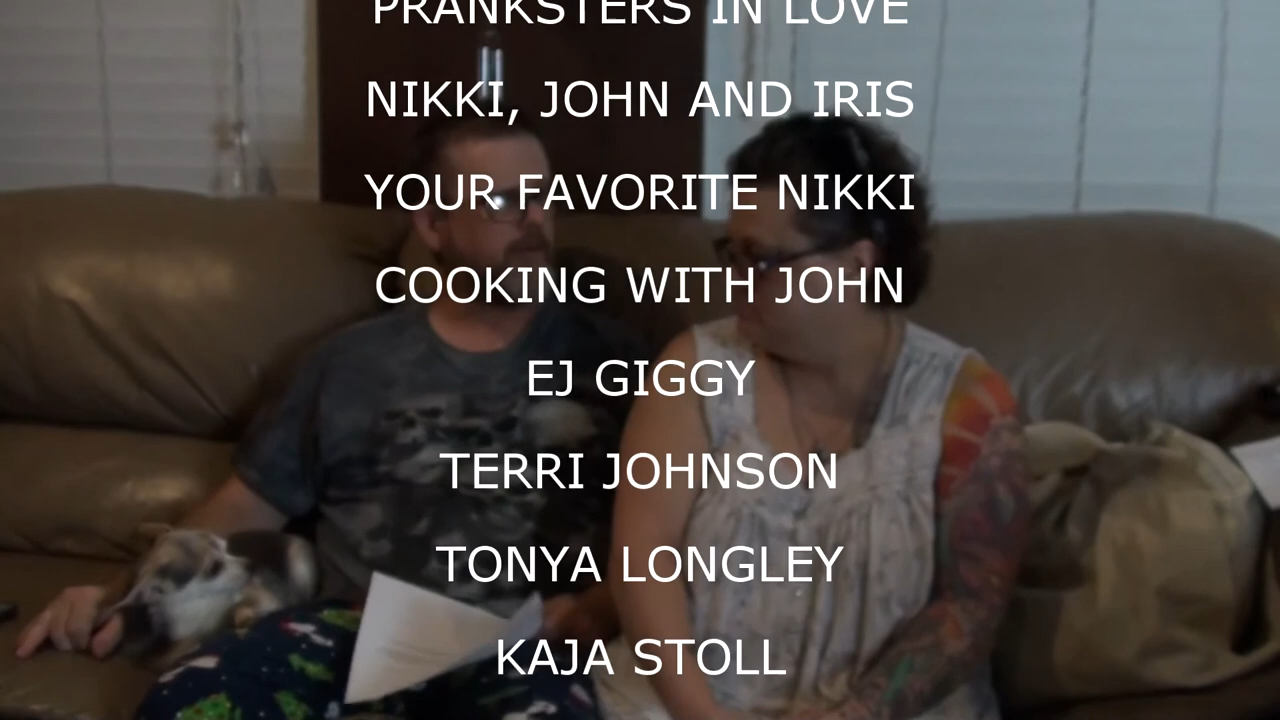 PRANKSTERS IN LOVE
NIKKI, JOHN AND IRIS
YOUR FAVORITE NIKKI
COOKING WITH JOHN
EJ GIGGY
TERRI JOHNSON
TONYA LONGLEY
KAJA STOLL